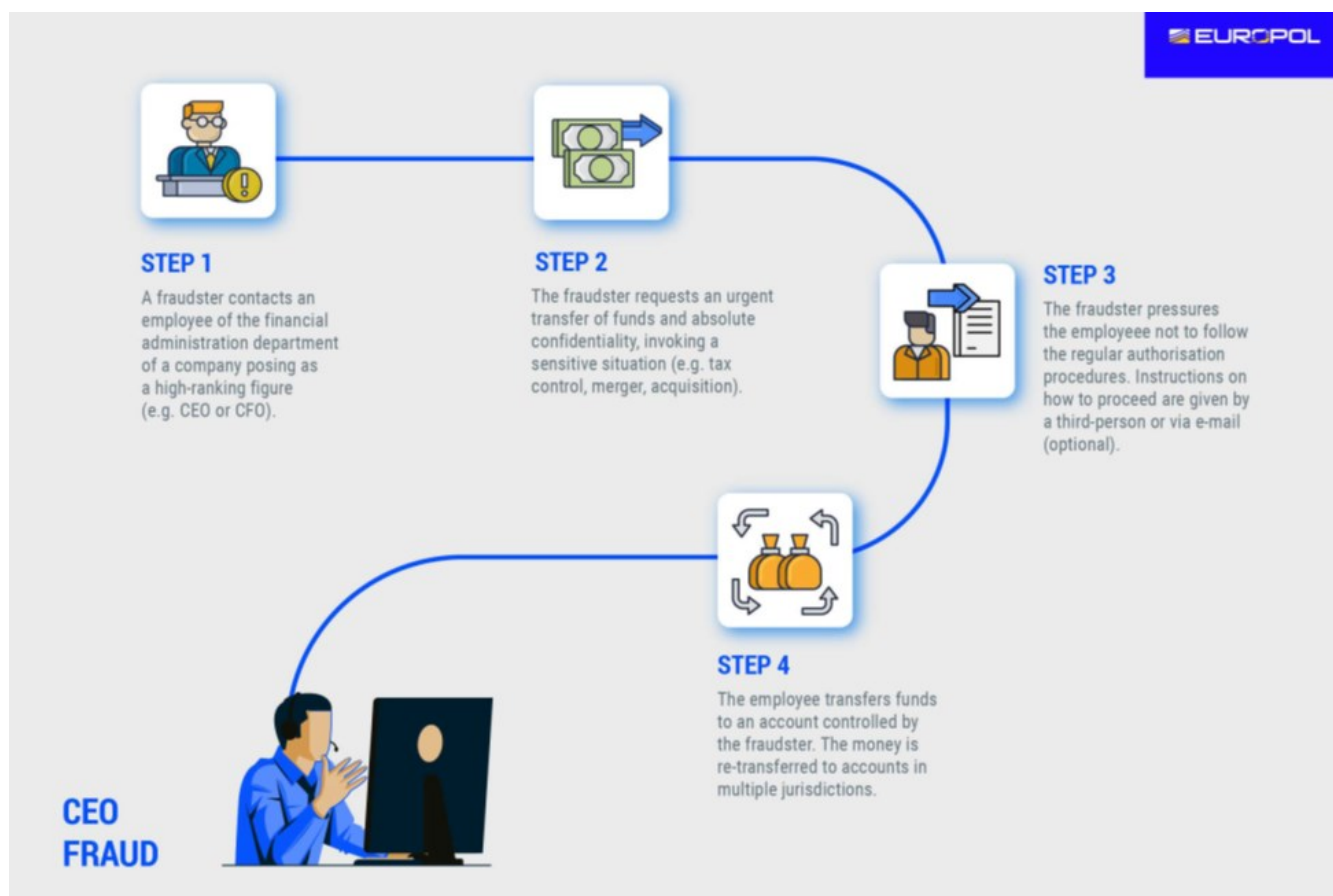 EUROPOL
STEP 1
A fraudster contacts an
employee of the financial
administration department
of a company posing as
a high-ranking figure
(e.g. CEO or CFO).
STEP 2
The fraudster requests an urgent
transfer of funds and absolute
confidentiality, invoking a
sensitive situation (e.g. tax
control, merger, acquisition).
STEP 3
The fraudster pressures
the employeee not to follow
the regular authorisation
procedures. Instructions on
how to proceed are given by
a third-person or via e-mail
(optional).
STEP 4
The employee transfers funds
to an account controlled by
the fraudster. The money is
re-transferred to accounts in
multiple jurisdictions.
CEO
FRAUD